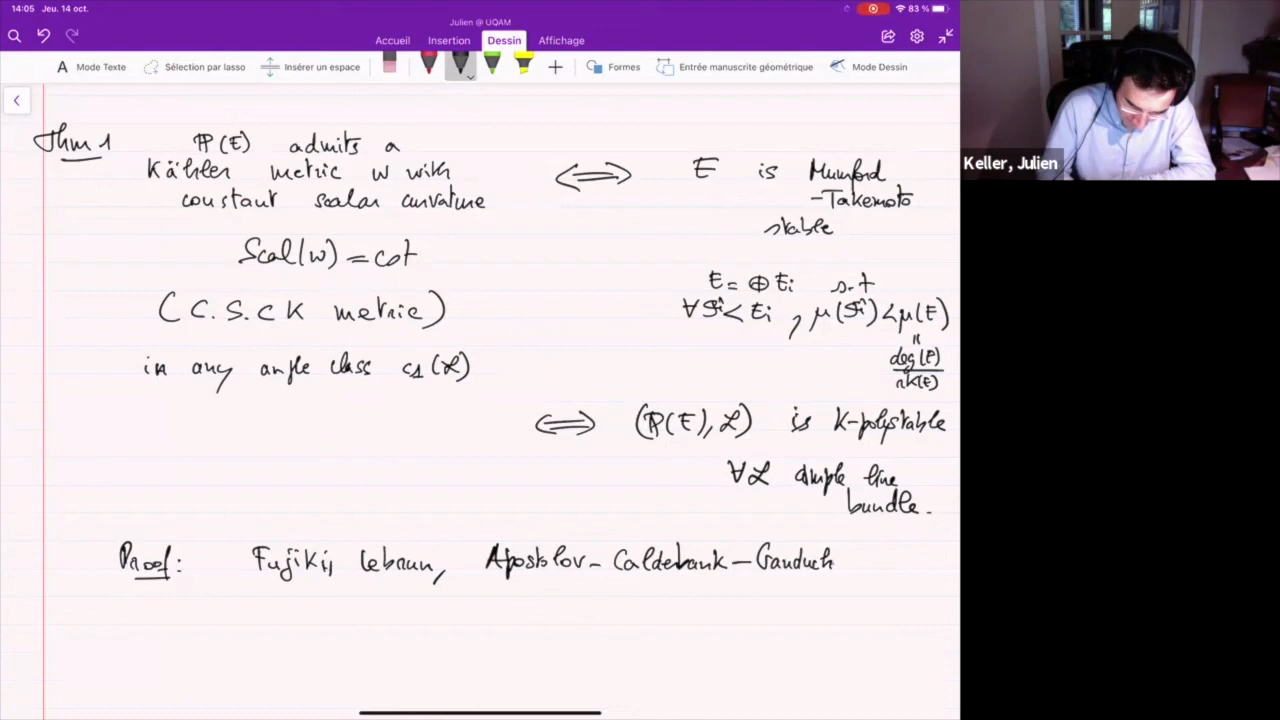 14:05 Jeu. 14 oct.
83 %
Julien @ UQAM
Accueil Insertion Dessin Affichage
Mode Texte Sélection par lasso Insérer un espace Formes Entrée manuscrite géométrique Mode Dessin
Keller, Julien
Thm 1 ℙ(E) admits a
Kähler metric w with
constant scalar curvature
Scal(w) = cst
(C.S.C.K metric)
in any ample class c1(ℒ)
⟺ E is Mumford
-Takemoto
stable
E = ⊕ Ei s.t
∀ℱi < Ei , μ(ℱi) < μ(E)
=
deg(E)
rk(E)
⟺ (ℙ(E), ℒ) is K-polystable
∀ℒ ample line
bundle.
Proof: Fujiki, Lebrun, Apostolov - Calderbank - Gauduch